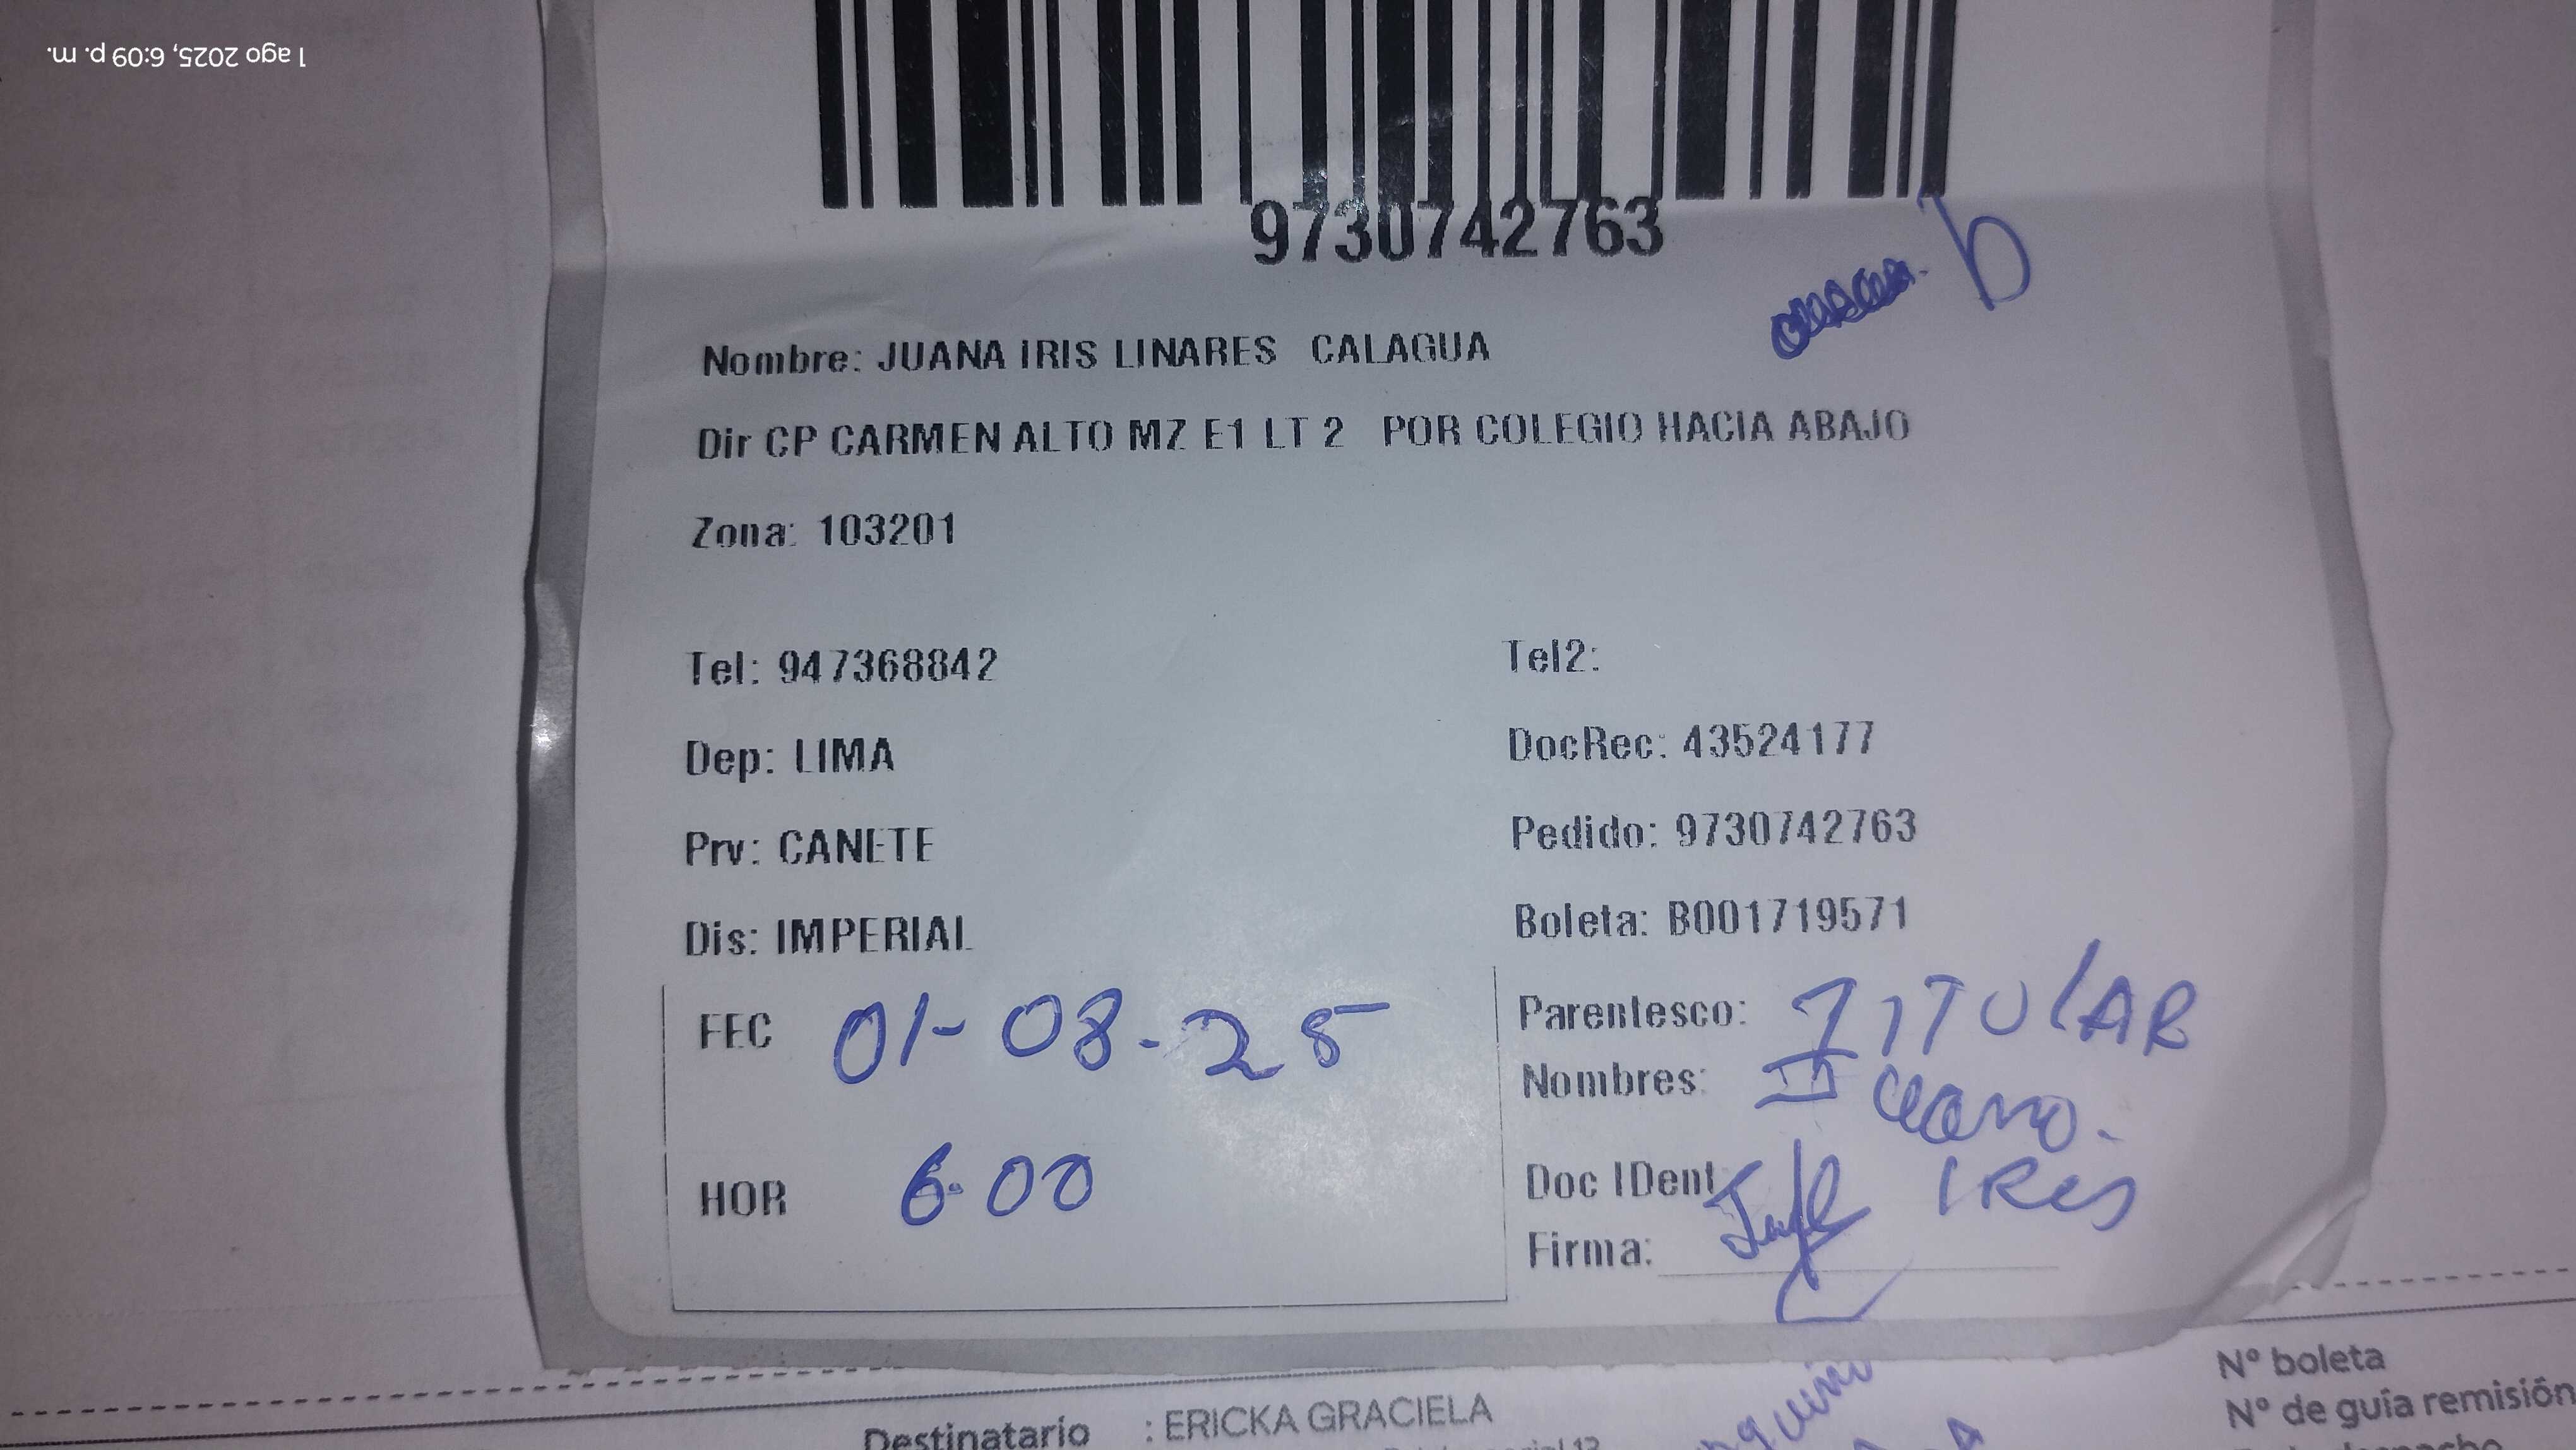 1 ago 2025, 6:09 p. m.
9730742763
b
Nombre: JUANA IRIS LINARES CALAGUA
Dir CP CARMEN ALTO MZ E1 LT 2 POR COLEGIO HACIA ABAJO
Zona: 103201
Tel: 947368842
Tel2:
Dep: LIMA
DocRec: 43524177
Prv: CANETE
Pedido: 9730742763
Dis: IMPERIAL
Boleta: B001719571
FEC 01-08-25
Parentesco: TITULAR
Nombres:
HOR 6:00
Doc IDent IRIS
Firma:
Destinatario : ERICKA GRACIELA
N° boleta
N° de guía remisión